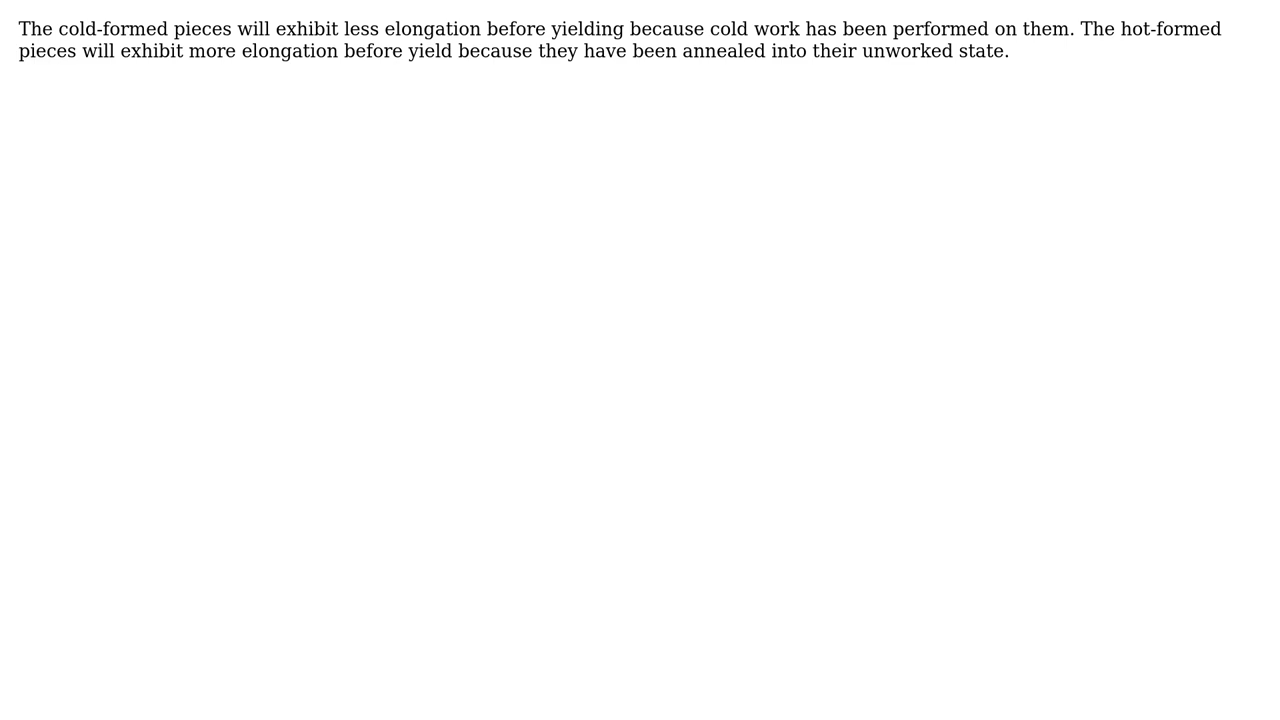 The cold-formed pieces will exhibit less elongation before yielding because cold work has been performed on them. The hot-formed
pieces will exhibit more elongation before yield because they have been annealed into their unworked state.